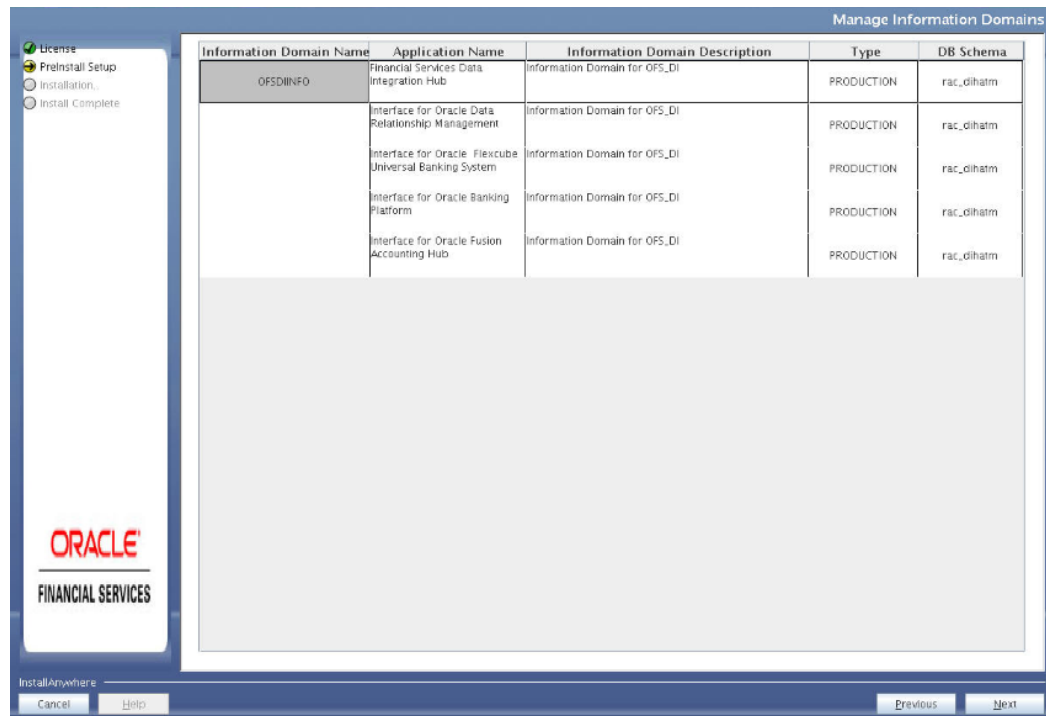 Manage Information Domains
License
PreInstall Setup
Installation..
Install Complete
Information Domain Name Application Name Information Domain Description Type DB Schema
OFSDIINFO Financial Services Data Information Domain for OFS_DI PRODUCTION rac_dihatm
Integration Hub
Interface for Oracle Data Information Domain for OFS_DI PRODUCTION rac_dihatm
Relationship Management
Interface for Oracle Flexcube Information Domain for OFS_DI PRODUCTION rac_dihatm
Universal Banking System
Interface for Oracle Banking Information Domain for OFS_DI PRODUCTION rac_dihatm
Platform
Interface for Oracle Fusion Information Domain for OFS_DI PRODUCTION rac_dihatm
Accounting Hub
ORACLE
FINANCIAL SERVICES
InstallAnywhere
Cancel Help Previous Next